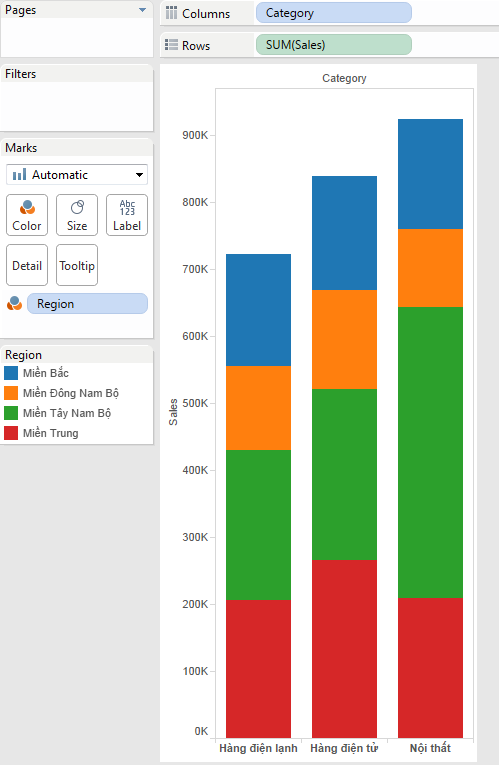 Pages
Columns
Category
Rows
SUM(Sales)
Filters
Marks
Automatic
Color
Size
Abc
123
Label
Detail
Tooltip
Region
Region
Miền Bắc
Miền Đông Nam Bộ
Miền Tây Nam Bộ
Miền Trung
Category
Sales
900K
800K
700K
600K
500K
400K
300K
200K
100K
0K
Hàng điện lạnh
Hàng điện tử
Nội thất